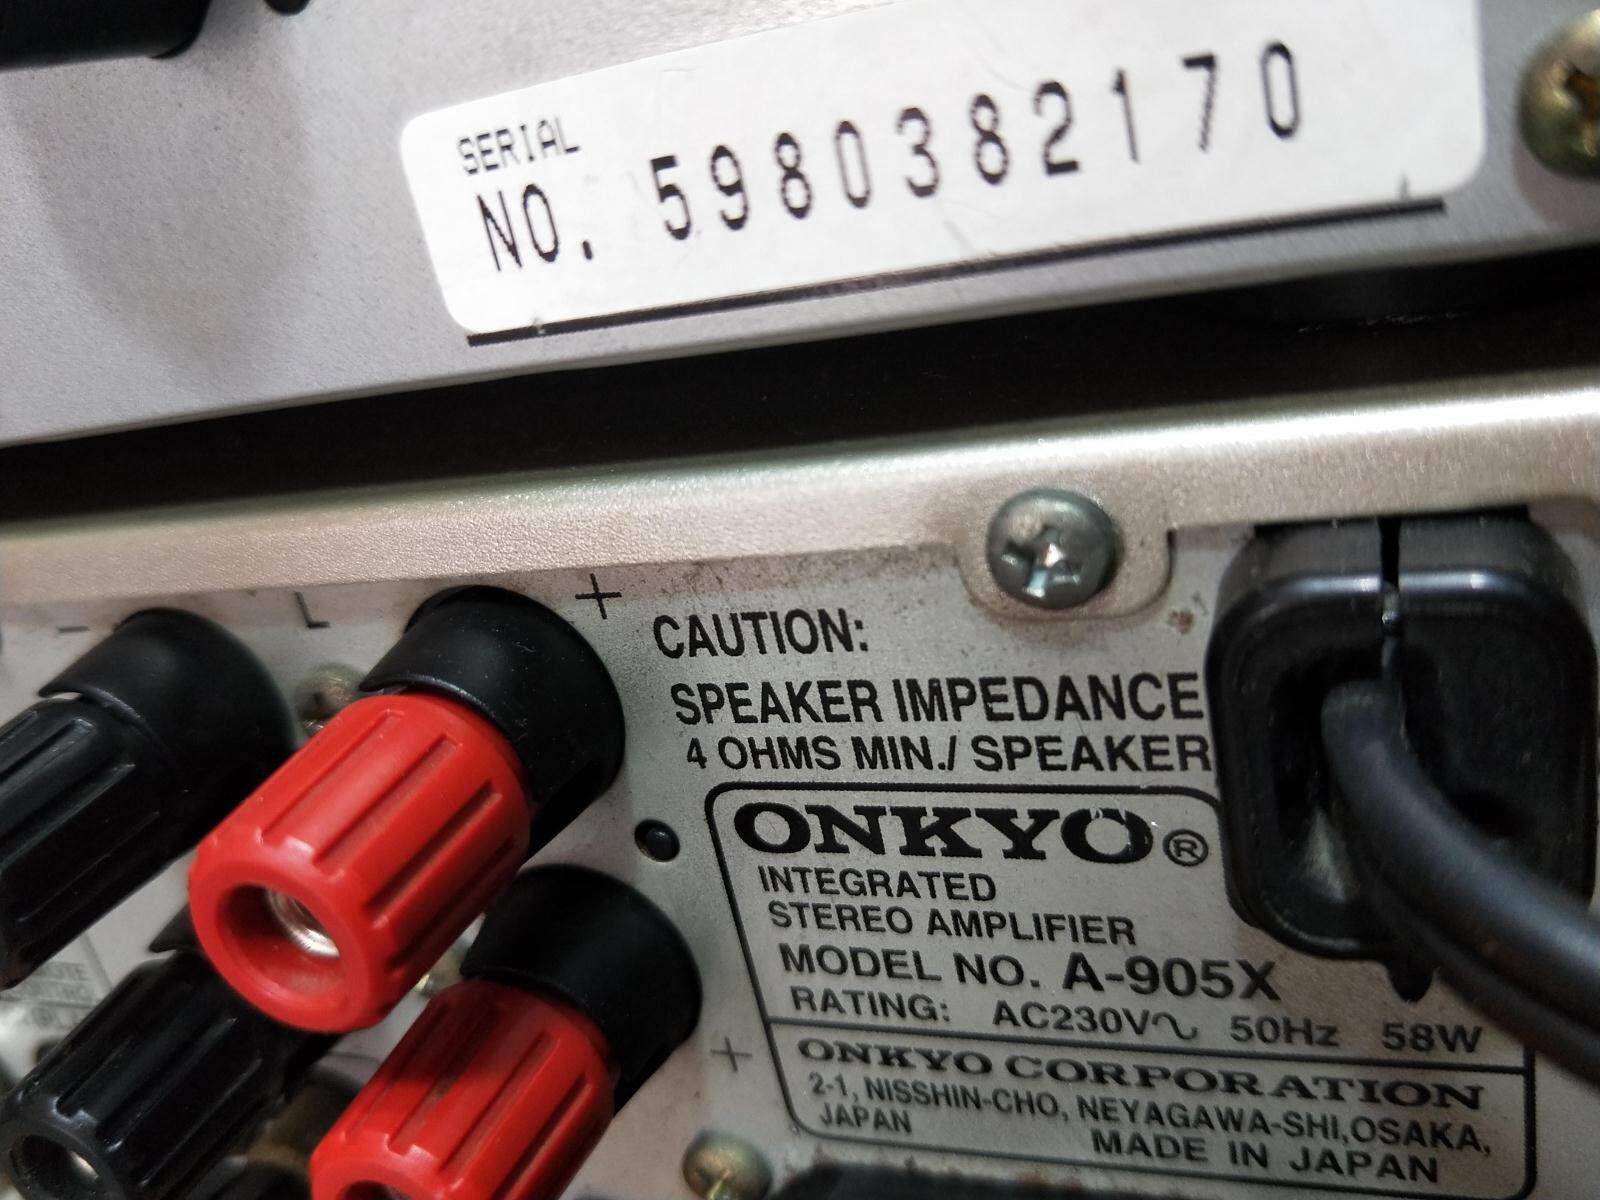 SERIAL
NO. 5980382170
- L +
CAUTION:
SPEAKER IMPEDANCE
4 OHMS MIN./ SPEAKER
ONKYO®
INTEGRATED
STEREO AMPLIFIER
MODEL NO. A-905X
RATING: AC230V∿ 50Hz 58W
+
ONKYO CORPORATION
2-1, NISSHIN-CHO, NEYAGAWA-SHI,OSAKA,
JAPAN
MADE IN JAPAN